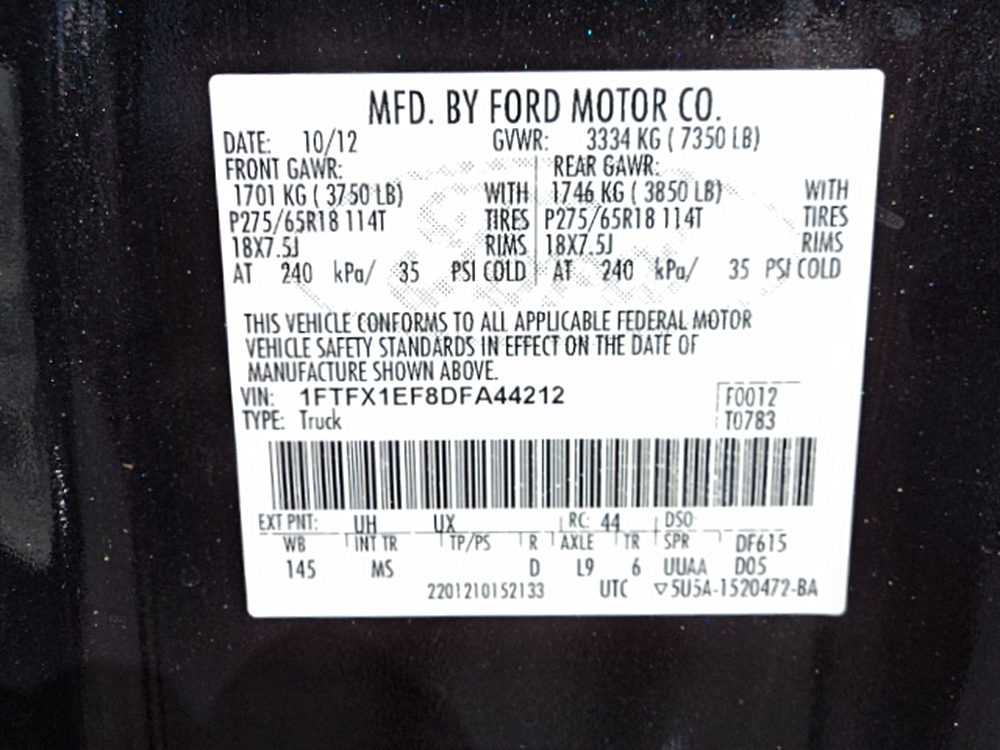 MFD. BY FORD MOTOR CO.
DATE: 10/12 GVWR: 3334 KG ( 7350 LB)
FRONT GAWR: REAR GAWR:
1701 KG ( 3750 LB) WITH 1746 KG ( 3850 LB) WITH
P275/65R18 114T TIRES P275/65R18 114T TIRES
18X7.5J RIMS 18X7.5J RIMS
AT 240 kPa/ 35 PSI COLD AT 240 kPa/ 35 PSI COLD
THIS VEHICLE CONFORMS TO ALL APPLICABLE FEDERAL MOTOR
VEHICLE SAFETY STANDARDS IN EFFECT ON THE DATE OF
MANUFACTURE SHOWN ABOVE.
VIN: 1FTFX1EF8DFA44212 F0012
TYPE: Truck T0783
EXT PNT: UH UX RC: 44 DSO
WB INT TR TP/PS R AXLE TR SPR DF615
145 MS D L9 6 UUAA D05
2201210152133 UTC ▽5U5A-1520472-BA